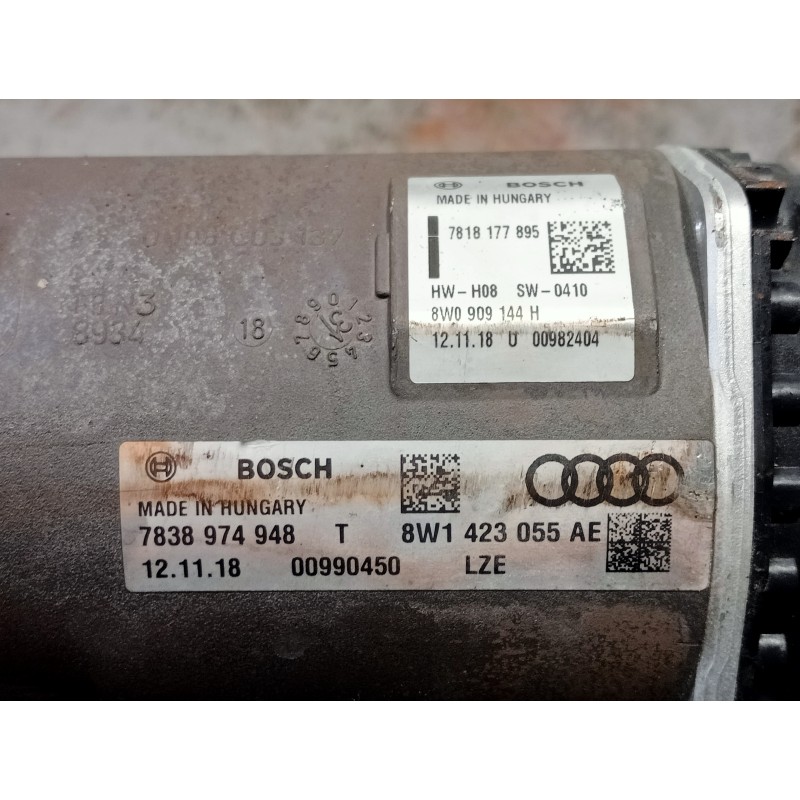 BOSCH
MADE IN HUNGARY
7818 177 895
HW-H08 SW-0410
8W0 909 144 H
12.11.18 U 00982404
8934
18
BOSCH
MADE IN HUNGARY
7838 974 948 T 8W1 423 055 AE
12.11.18 00990450 LZE